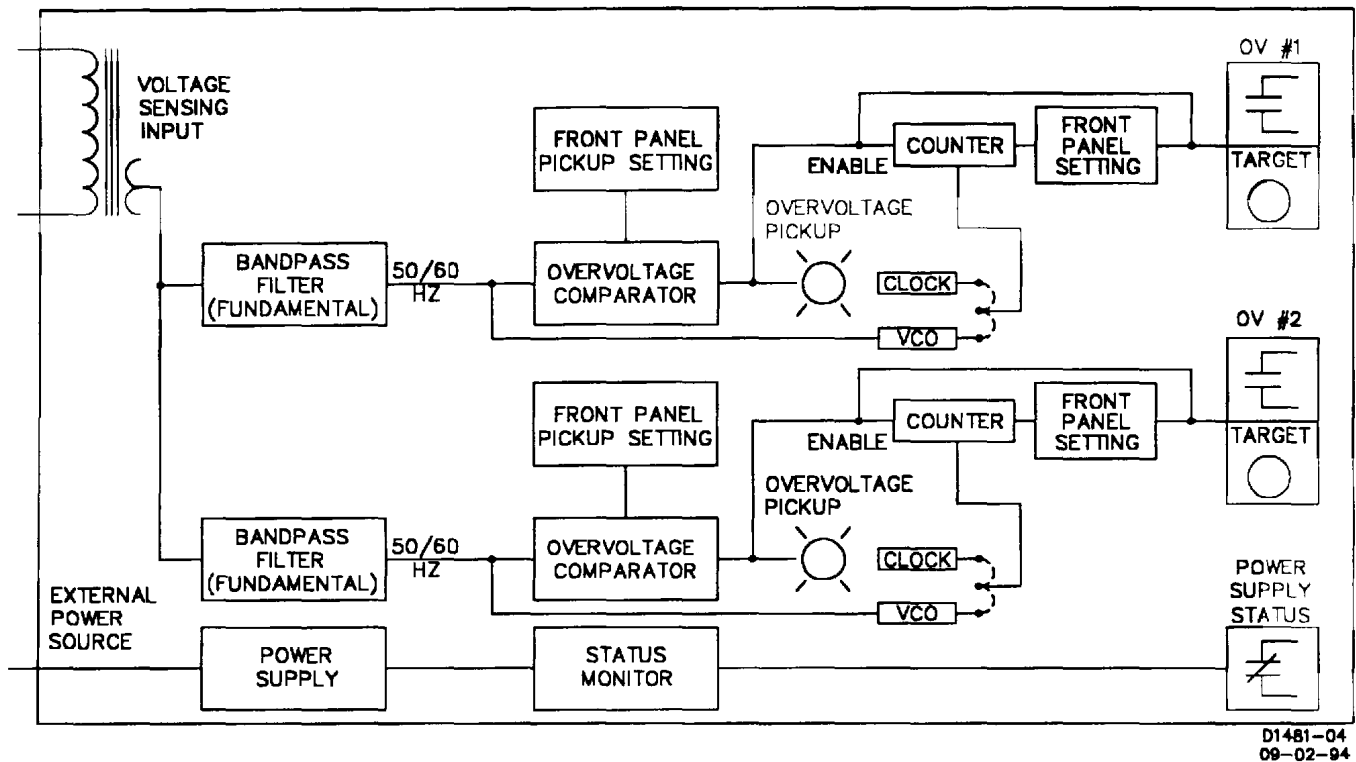 OV #1
VOLTAGE
SENSING
INPUT
FRONT PANEL
PICKUP SETTING
ENABLE
COUNTER
FRONT
PANEL
SETTING
TARGET
OVERVOLTAGE
PICKUP
BANDPASS
FILTER
(FUNDAMENTAL)
50/60
HZ
OVERVOLTAGE
COMPARATOR
CLOCK
VCO
OV #2
FRONT PANEL
PICKUP SETTING
ENABLE
COUNTER
FRONT
PANEL
SETTING
TARGET
OVERVOLTAGE
PICKUP
BANDPASS
FILTER
(FUNDAMENTAL)
50/60
HZ
OVERVOLTAGE
COMPARATOR
CLOCK
VCO
EXTERNAL
POWER
SOURCE
POWER
SUPPLY
STATUS
MONITOR
POWER
SUPPLY
STATUS
D1481-04
09-02-94